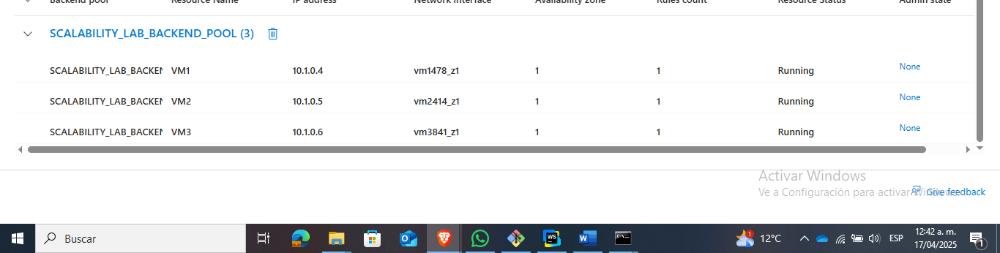 Backend pool Resource Name IP address Network interface Availability zone Rules count Resource Status Admin state
SCALABILITY_LAB_BACKEND_POOL (3)
SCALABILITY_LAB_BACKEN VM1 10.1.0.4 vm1478_z1 1 1 Running None
SCALABILITY_LAB_BACKEN VM2 10.1.0.5 vm2414_z1 1 1 Running None
SCALABILITY_LAB_BACKEN VM3 10.1.0.6 vm3841_z1 1 1 Running None
Activar Windows
Ve a Configuración para activar Windows
Give feedback
Buscar
WS
W
1
12°C
ESP
12:42 a. m.
17/04/2025
1